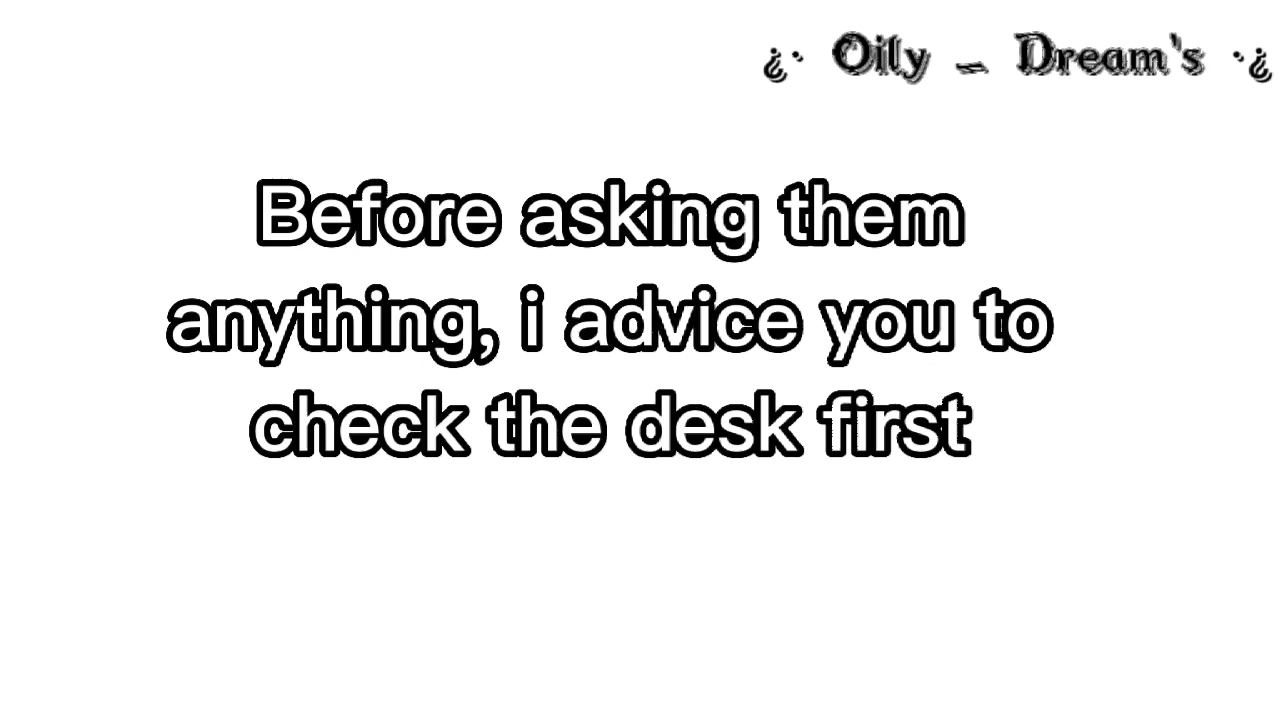 ¿· Oily _ Dream's ·¿
Before asking them
anything, i advice you to
check the desk first